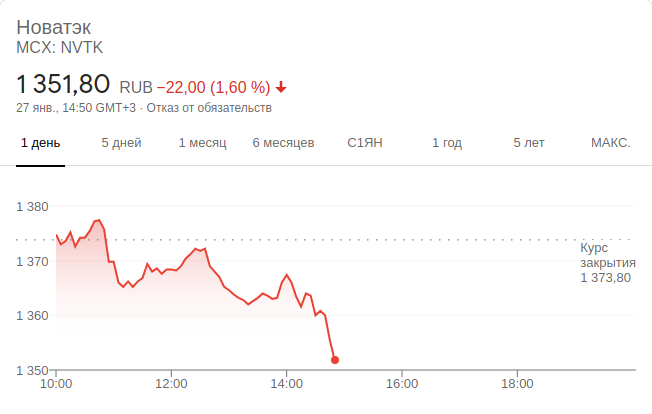 Новатэк
MCX: NVTK
1 351,80 RUB −22,00 (1,60 %)
27 янв., 14:50 GMT+3 · Отказ от обязательств
1 день 5 дней 1 месяц 6 месяцев С1ЯН 1 год 5 лет МАКС.
1 380
Курс
закрытия
1 373,80
1 370
1 360
1 350
10:00 12:00 14:00 16:00 18:00